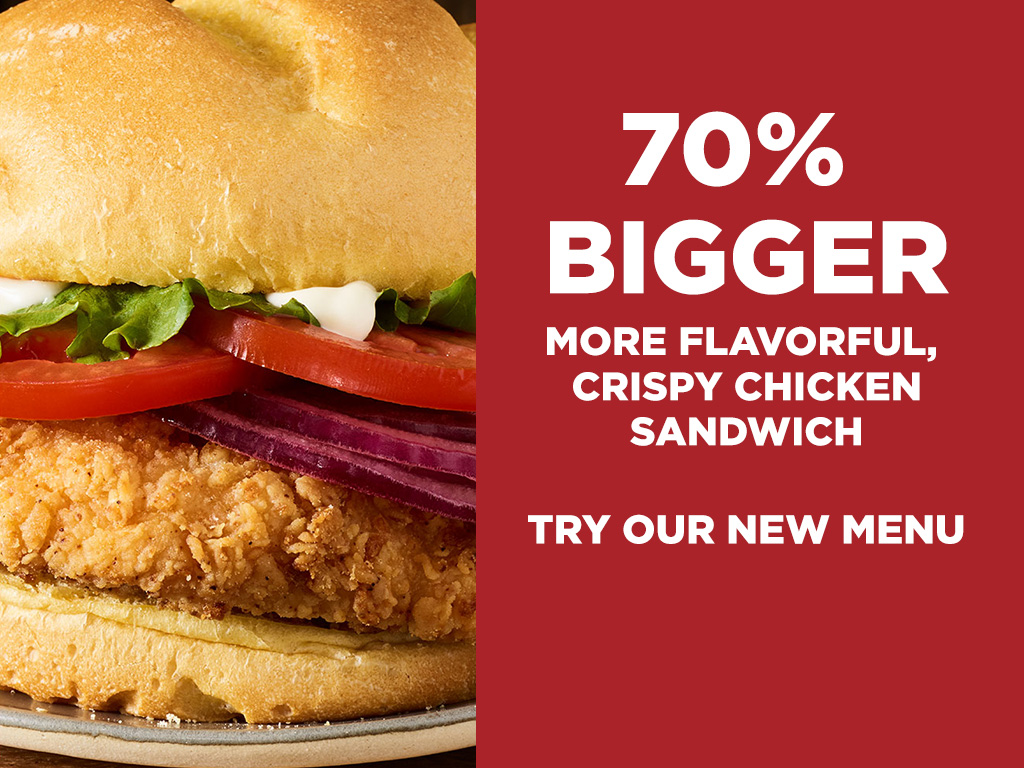 70%
BIGGER
MORE FLAVORFUL,
CRISPY CHICKEN
SANDWICH
TRY OUR NEW MENU